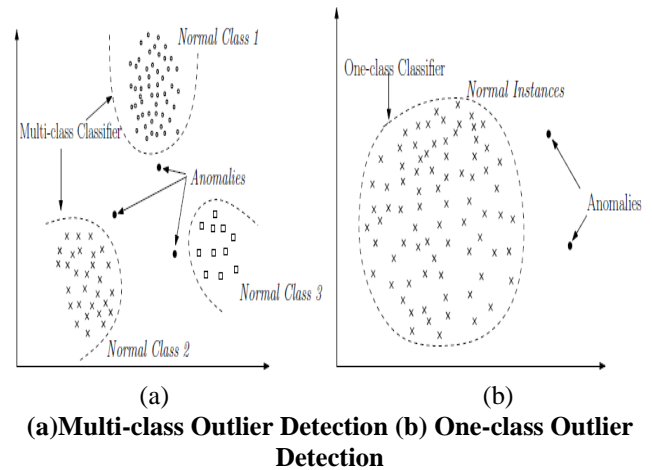 Normal Class 1
Multi-class Classifier
Anomalies
Normal Class 3
Normal Class 2
One-class Classifier
Normal Instances
Anomalies
(a)
(b)
(a)Multi-class Outlier Detection (b) One-class Outlier
Detection